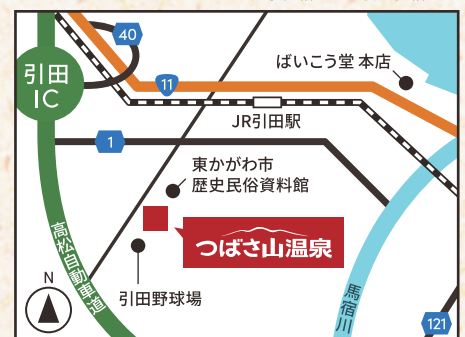 40
引田
IC
ばいこう堂 本店
11
JR引田駅
1
東かがわ市
歴史民俗資料館
つばさ山温泉
高松自動車道
引田野球場
N
馬宿川
121